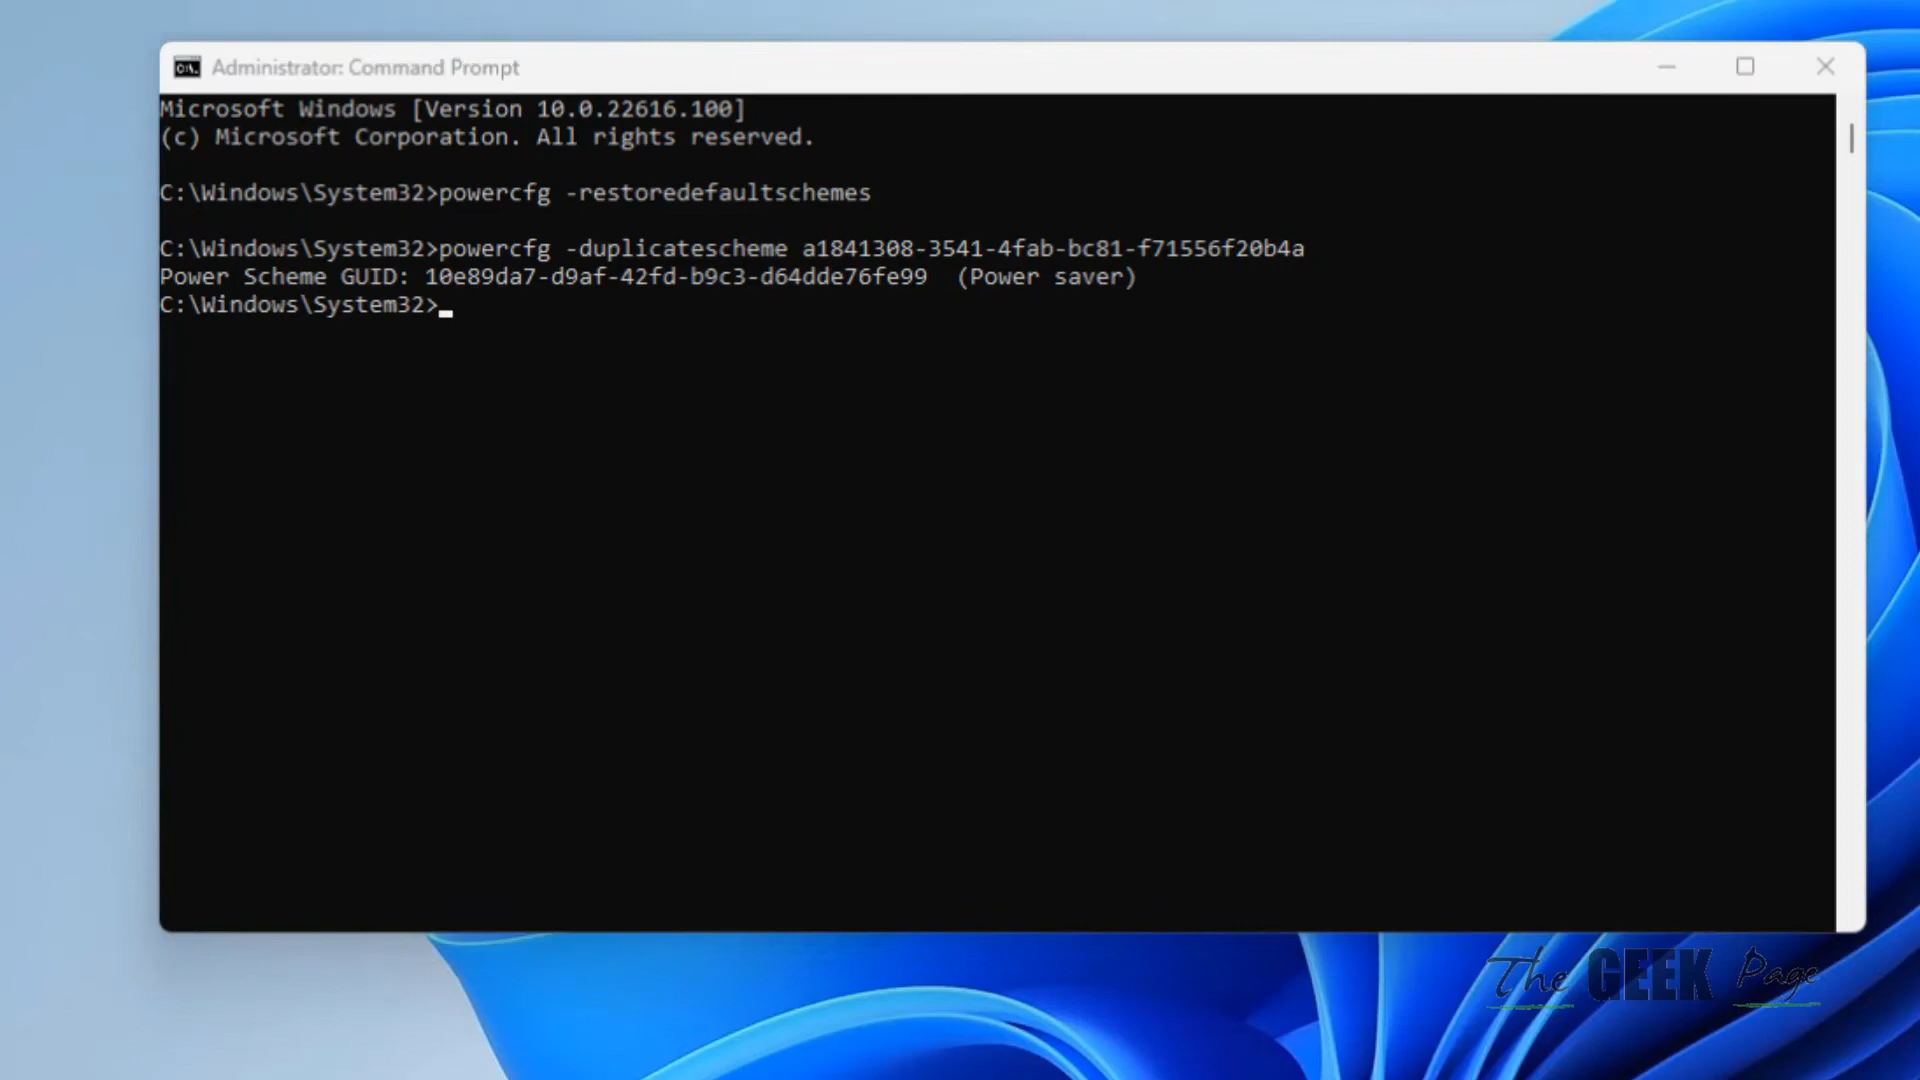 Administrator: Command Prompt
Microsoft Windows [Version 10.0.22616.100]
(c) Microsoft Corporation. All rights reserved.
C:\Windows\System32>powercfg -restoredefaultschemes
C:\Windows\System32>powercfg -duplicatescheme a1841308-3541-4fab-bc81-f71556f20b4a
Power Scheme GUID: 10e89da7-d9af-42fd-b9c3-d64dde76fe99  (Power saver)
C:\Windows\System32>
The GEEK Page